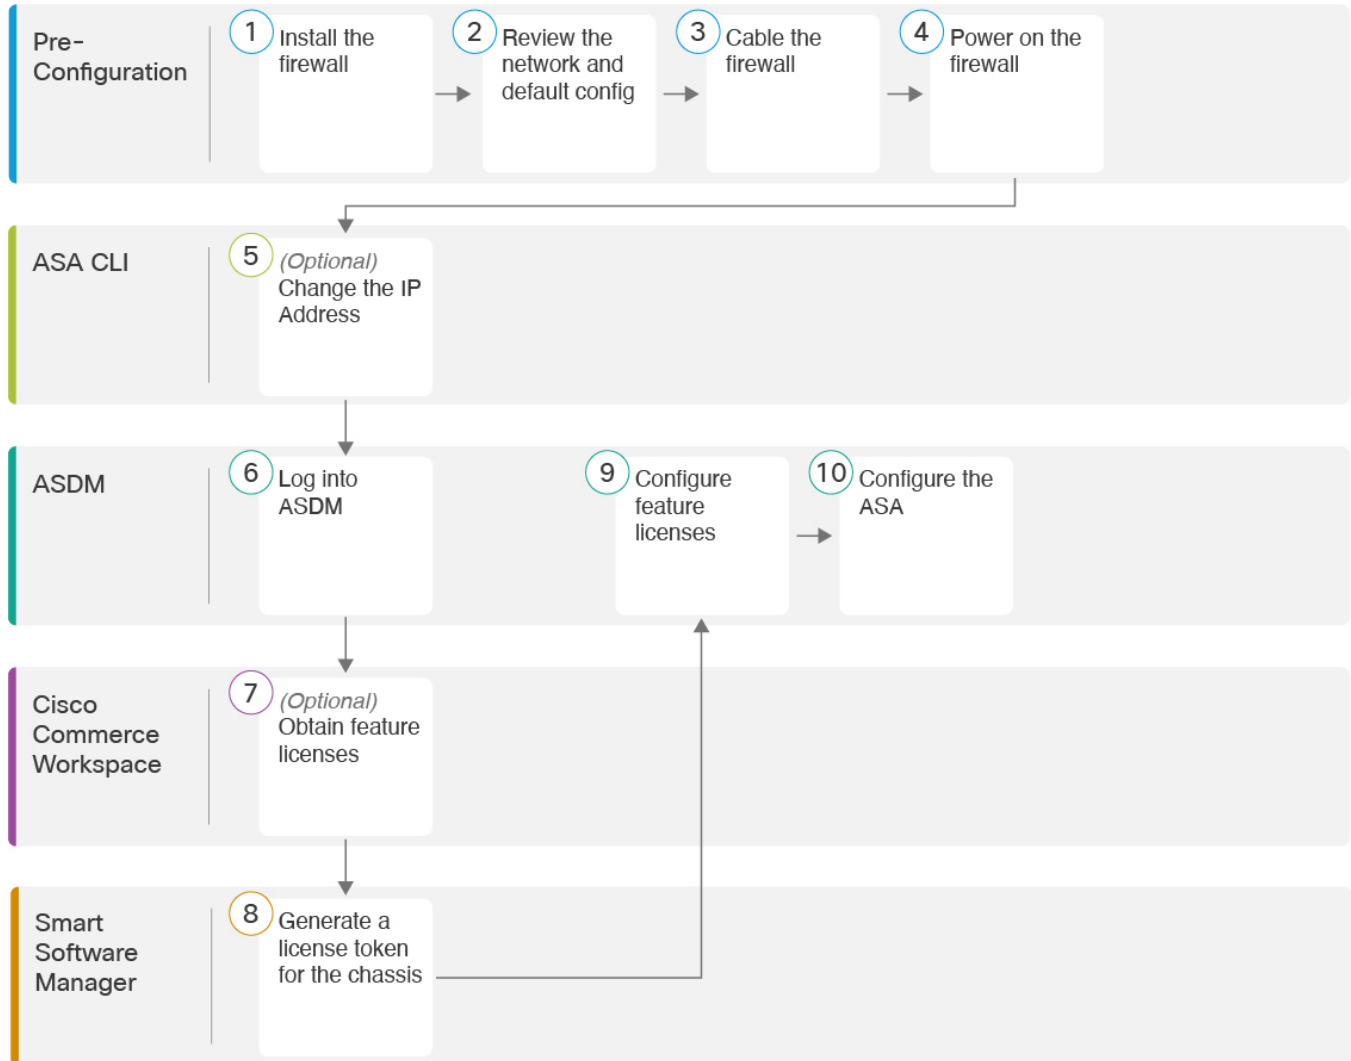 Pre-
Configuration
1
Install the
firewall
2
Review the
network and
default config
3
Cable the
firewall
4
Power on the
firewall
ASA CLI
5
(Optional)
Change the IP
Address
ASDM
6
Log into
ASDM
9
Configure
feature
licenses
10
Configure the
ASA
Cisco
Commerce
Workspace
7
(Optional)
Obtain feature
licenses
Smart
Software
Manager
8
Generate a
license token
for the chassis